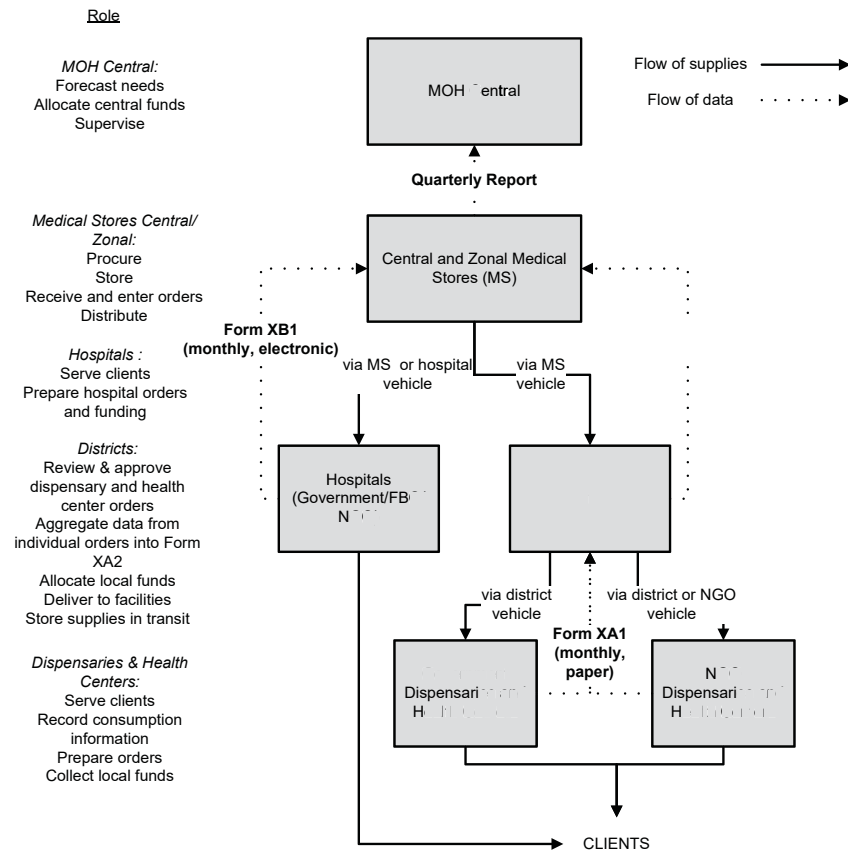 Role
MOH Central:
Forecast needs
Allocate central funds
Supervise
MOH
Flow of supplies
Flow of data
Quarterly Report
Medical Stores Central/
Zonal:
Procure
Store
Receive and enter orders
Distribute
Central and Zonal Medical
Stores (MS)
Form XB1
(monthly, electronic)
Hospitals :
Serve clients
Prepare hospital orders
and funding
via MS or hospital
vehicle
via MS
vehicle
Districts:
Review & approve
dispensary and health
center orders
Aggregate data from
individual orders into Form
XA2
Allocate local funds
Deliver to facilities
Store supplies in transit
Hospitals
via district
vehicle
via district or NGO
vehicle
Form XA1
(monthly,
paper)
Dispensaries & Health
Centers:
Serve clients
Record consumption
information
Prepare orders
Collect local funds
CLIENTS